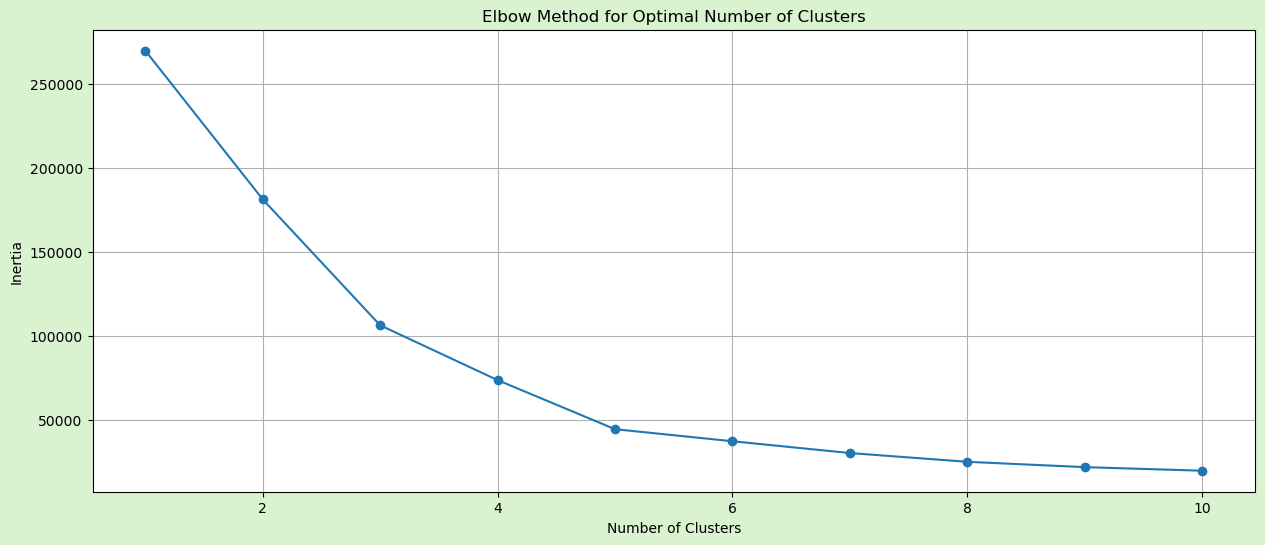 Elbow Method for Optimal Number of Clusters
250000
200000
150000
100000
50000
Inertia
2 4 6 8 10
Number of Clusters